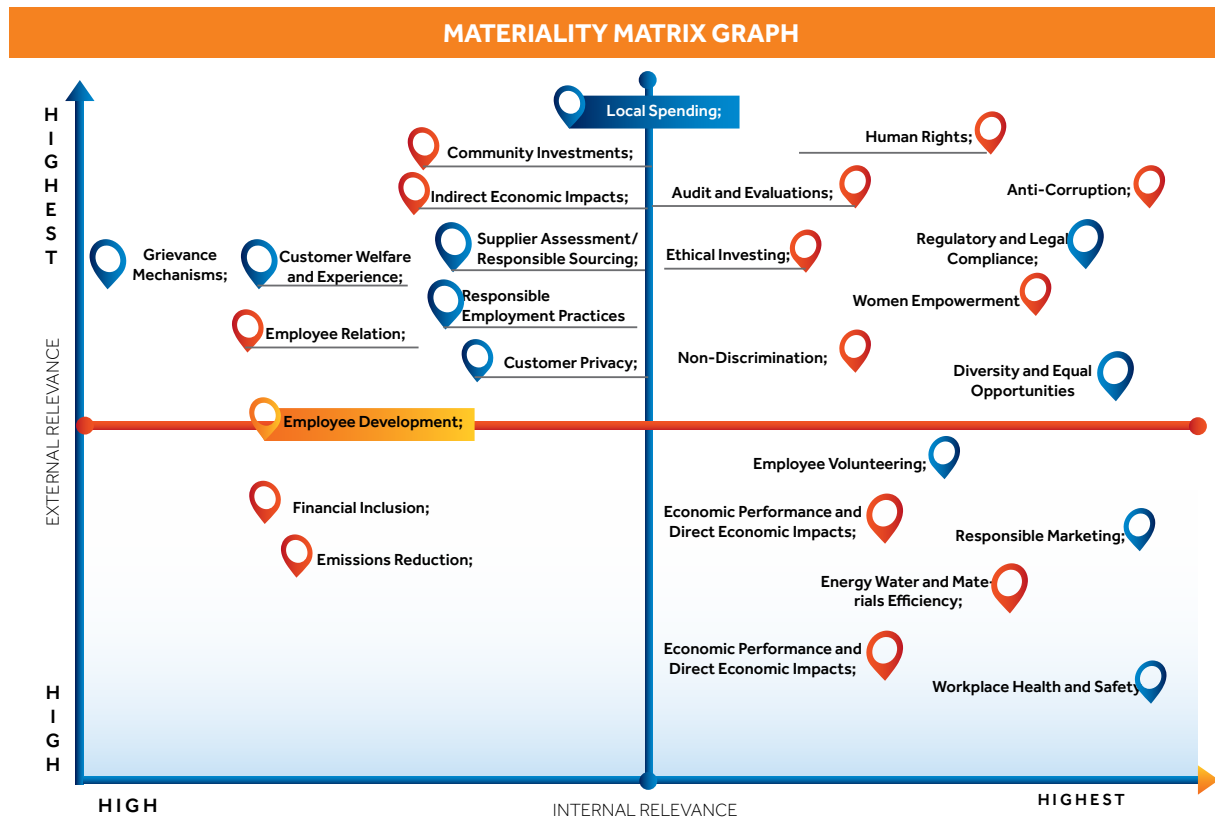 MATERIALITY MATRIX GRAPH
HIGHEST
EXTERNAL RELEVANCE
HIGH
Local Spending;
Community Investments;
Human Rights;
Indirect Economic Impacts;
Audit and Evaluations;
Anti-Corruption;
Grievance
Mechanisms;
Customer Welfare
and Experience;
Supplier Assessment/
Responsible Sourcing;
Ethical Investing;
Regulatory and Legal
Compliance;
Responsible
Employment Practices
Women Empowerment
Employee Relation;
Customer Privacy;
Non-Discrimination;
Diversity and Equal
Opportunities
Employee Development;
Employee Volunteering;
Financial Inclusion;
Economic Performance and
Direct Economic Impacts;
Responsible Marketing;
Emissions Reduction;
Energy Water and Mate-
rials Efficiency;
Economic Performance and
Direct Economic Impacts;
Workplace Health and Safety
HIGH
INTERNAL RELEVANCE
HIGHEST